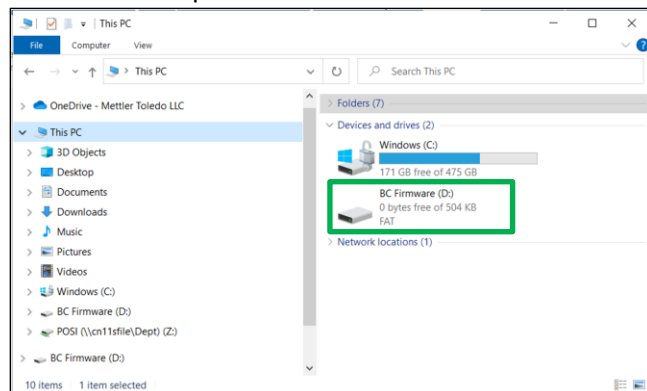 This PC
File Computer View
This PC
Search This PC
OneDrive - Mettler Toledo LLC
This PC
3D Objects
Desktop
Documents
Downloads
Music
Pictures
Videos
Windows (C:)
BC Firmware (D:)
POSI (\\cn11sfile\Dept) (Z:)
BC Firmware (D:)
Folders (7)
Devices and drives (2)
Windows (C:)
171 GB free of 475 GB
BC Firmware (D:)
0 bytes free of 504 KB
FAT
Network locations (1)
10 items 1 item selected